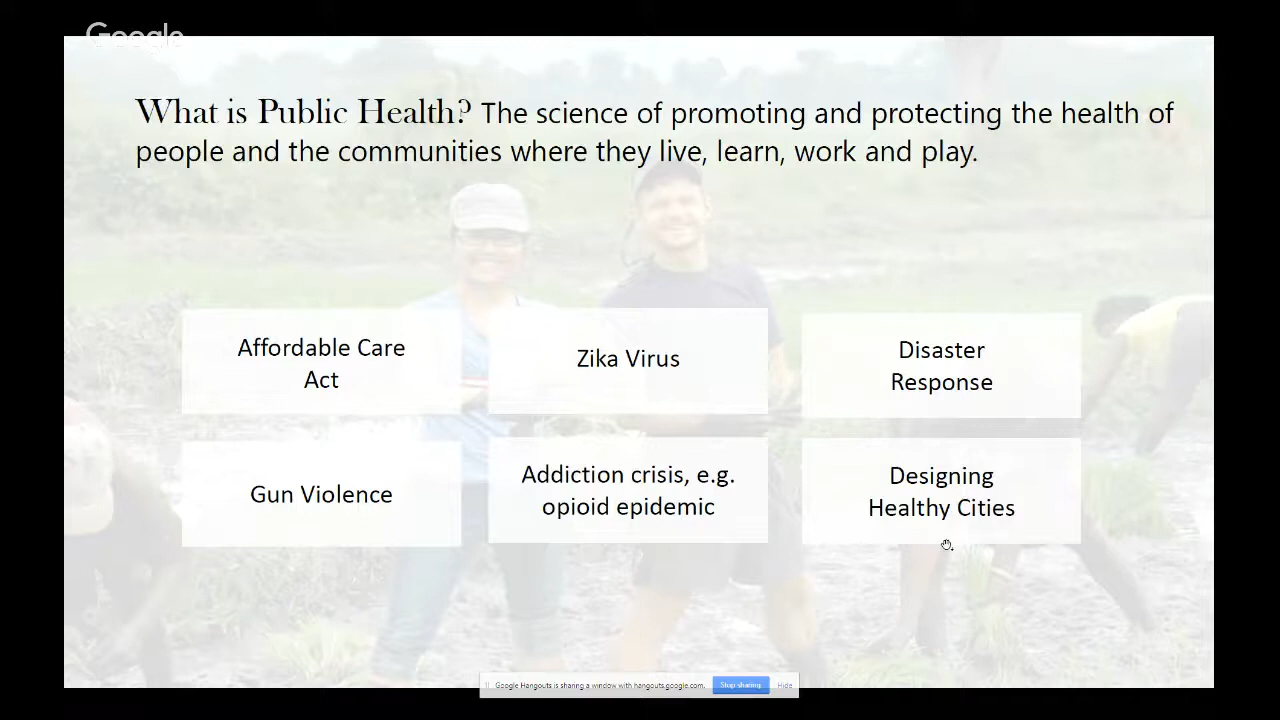 Google
What is Public Health? The science of promoting and protecting the health of
people and the communities where they live, learn, work and play.
Affordable Care
Act
Zika Virus
Disaster
Response
Gun Violence
Addiction crisis, e.g.
opioid epidemic
Designing
Healthy Cities
Google Hangouts is sharing a window with hangouts.google.com.
Stop sharing
Hide